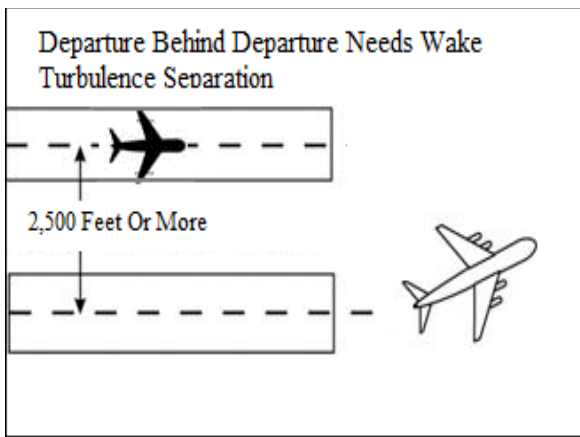 Departure Behind Departure Needs Wake
Turbulence Separation
2,500 Feet Or More